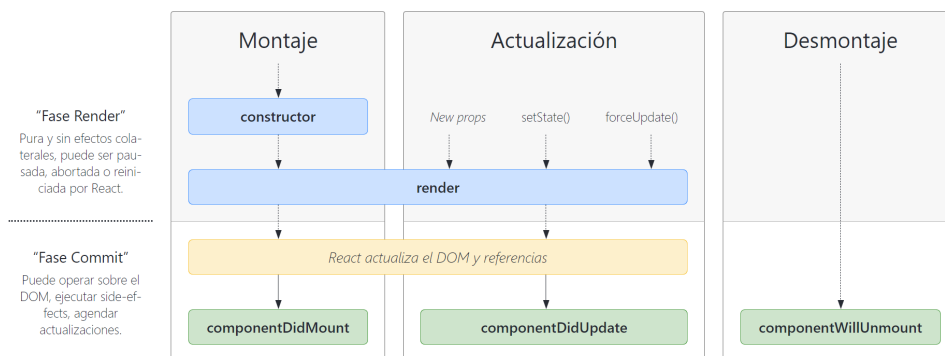 Montaje
Actualización
Desmontaje
“Fase Render”
Pura y sin efectos cola-
terales, puede ser pau-
sada, abortada o reini-
ciada por React.
constructor
New props
setState()
forceUpdate()
render
“Fase Commit”
Puede operar sobre el
DOM, ejecutar side-ef-
fects, agendar
actualizaciones.
React actualiza el DOM y referencias
componentDidMount
componentDidUpdate
componentWillUnmount